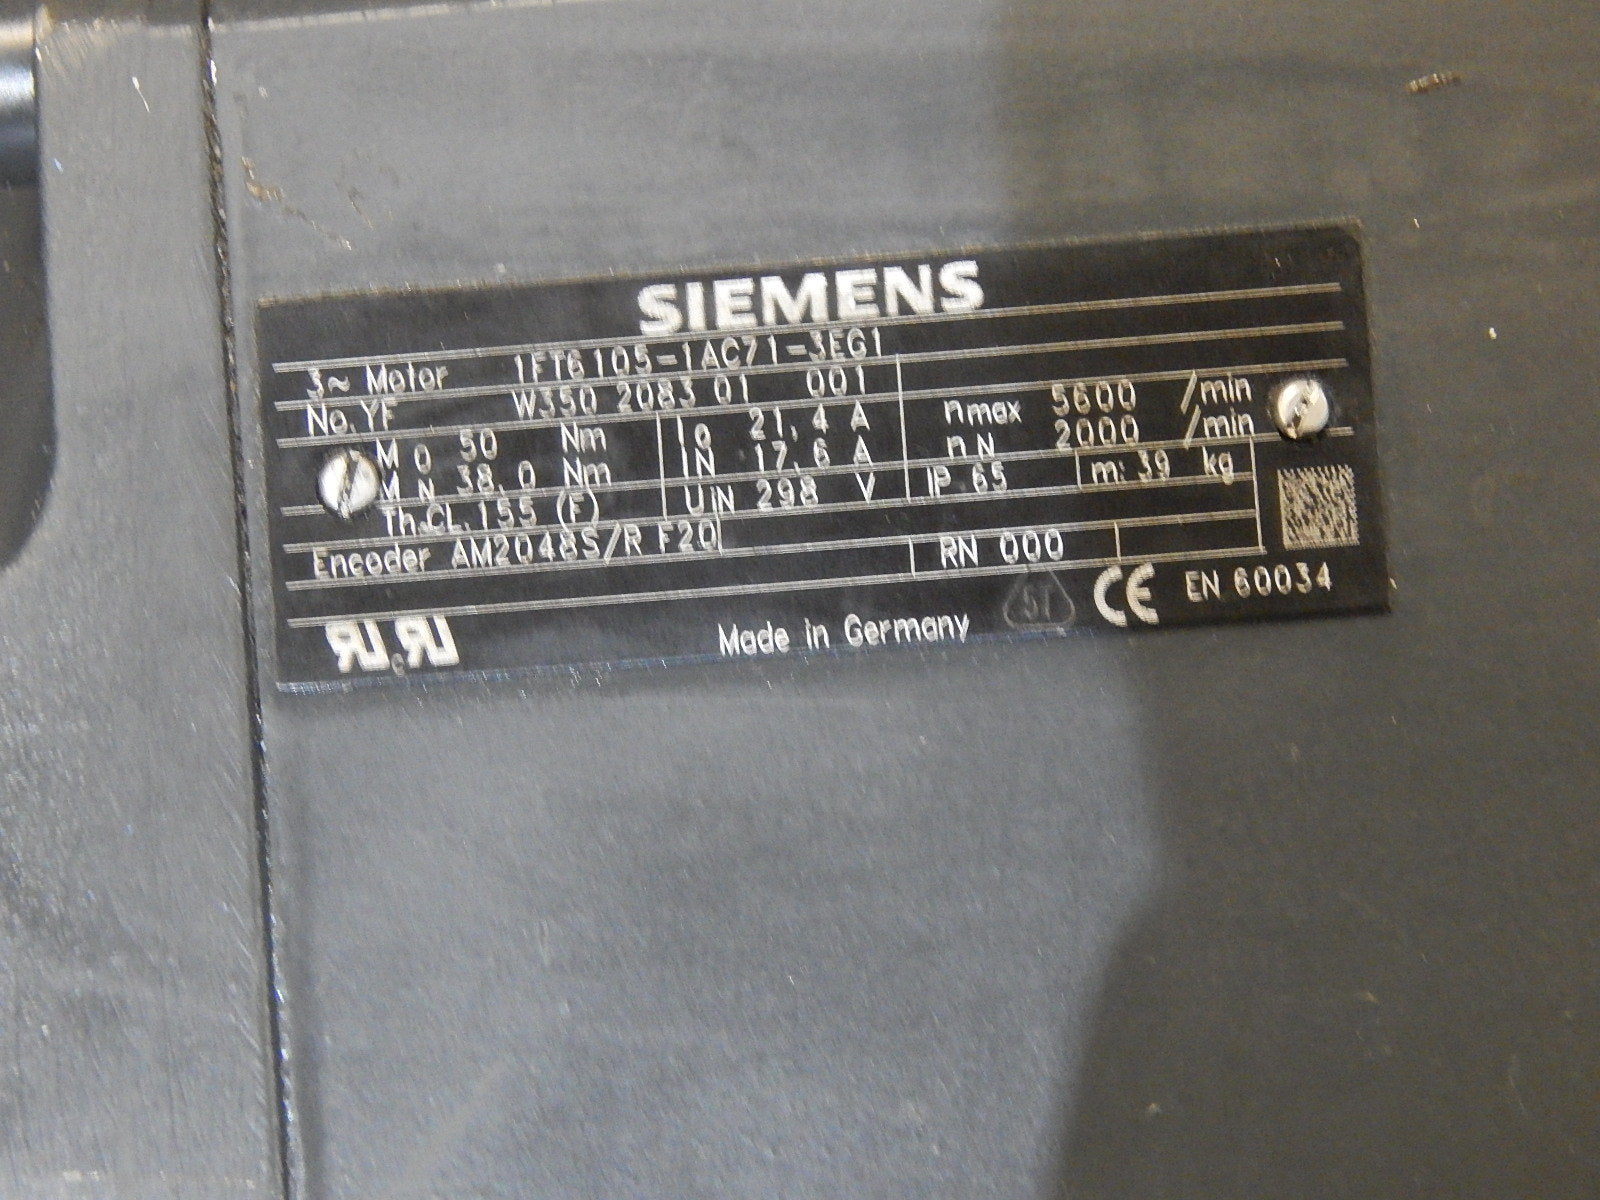 SIEMENS
3~ Motor 1FT6105-1AC71-3EG1
No. YF W350 2083 01 001
M0 50 Nm I0 21,4 A nmax 5600 /min
MN 38,0 Nm IN 17,6 A nN 2000 /min
Th.CL.155 (F) UiN 298 V IP 65 m: 39 kg
Encoder AM2048S/R F20 RN 000
Made in Germany CE EN 60034